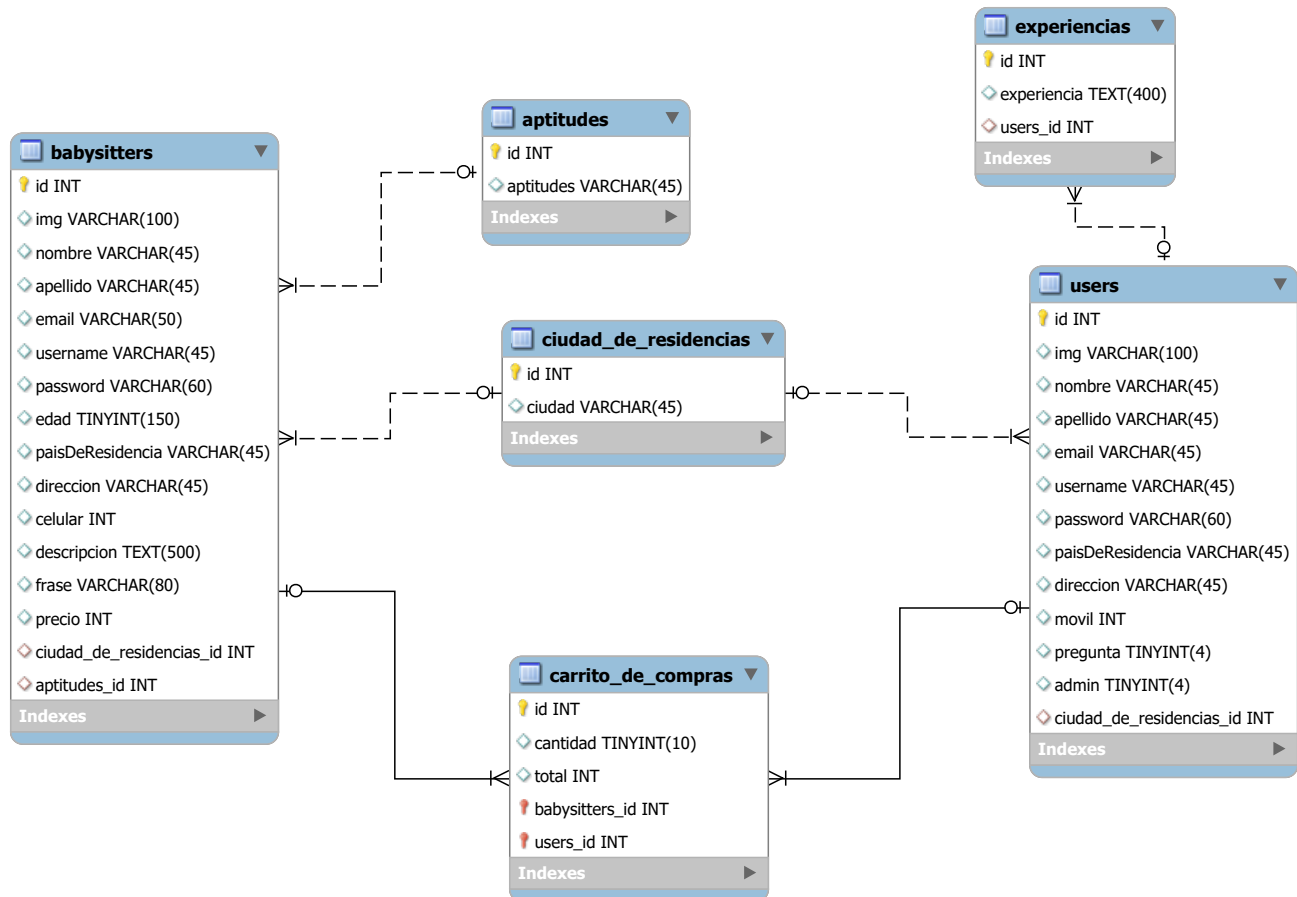 babysitters
id INT
img VARCHAR(100)
nombre VARCHAR(45)
apellido VARCHAR(45)
email VARCHAR(50)
username VARCHAR(45)
password VARCHAR(60)
edad TINYINT(150)
paisDeResidencia VARCHAR(45)
direccion VARCHAR(45)
celular INT
descripcion TEXT(500)
frase VARCHAR(80)
precio INT
ciudad_de_residencias_id INT
aptitudes_id INT
Indexes
aptitudes
id INT
aptitudes VARCHAR(45)
Indexes
ciudad_de_residencias
id INT
ciudad VARCHAR(45)
Indexes
carrito_de_compras
id INT
cantidad TINYINT(10)
total INT
babysitters_id INT
users_id INT
Indexes
experiencias
id INT
experiencia TEXT(400)
users_id INT
Indexes
users
id INT
img VARCHAR(100)
nombre VARCHAR(45)
apellido VARCHAR(45)
email VARCHAR(45)
username VARCHAR(45)
password VARCHAR(60)
paisDeResidencia VARCHAR(45)
direccion VARCHAR(45)
movil INT
pregunta TINYINT(4)
admin TINYINT(4)
ciudad_de_residencias_id INT
Indexes